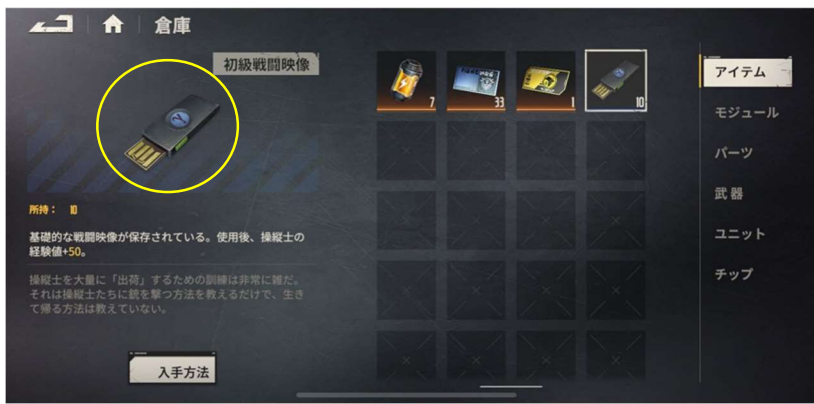 倉庫
初級戦闘映像
所持： 10
基礎的な戦闘映像が保存されている。使用後、操縦士の
経験値+50。
操縦士を大量に「出荷」するための訓練は非常に雑だ。
それは操縦士たちに銃を撃つ方法を教えるだけで、生き
て帰る方法は教えていない。
入手方法
7
33
1
10
アイテム
モジュール
パーツ
武器
ユニット
チップ